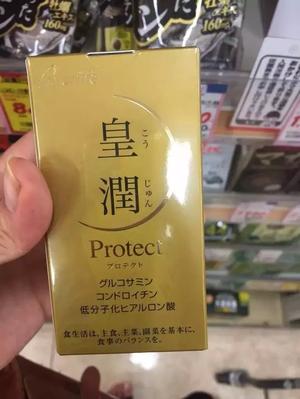 皇潤
こうじゅん
Protect
プロテクト
グルコサミン
コンドロイチン
低分子化ヒアルロン酸
食生活は、主食、主菜、副菜を基本に、
食事のバランスを。
160